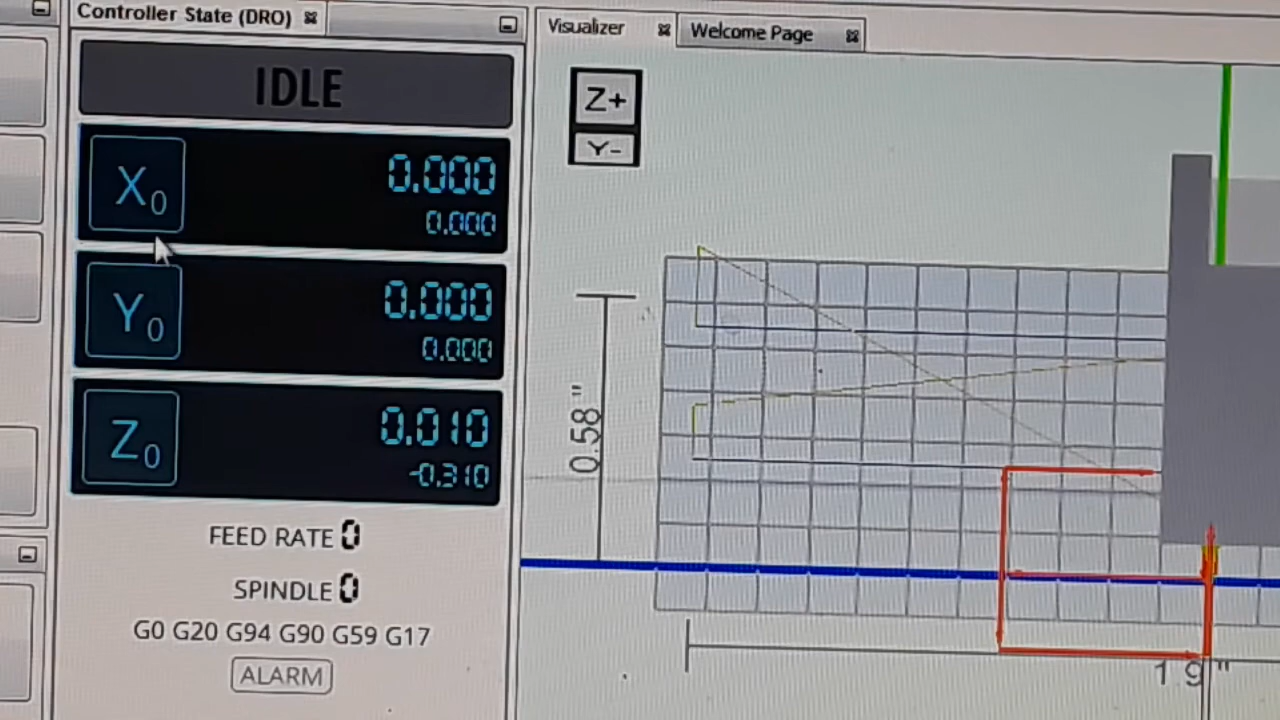 Controller State (DRO)
IDLE
X0
0.000
0.000
Y0
0.000
0.000
Z0
0.010
-0.310
FEED RATE 0
SPINDLE 0
G0 G20 G94 G90 G59 G17
ALARM
Visualizer
Welcome Page
Z+
Y-
0.58"
1.9"